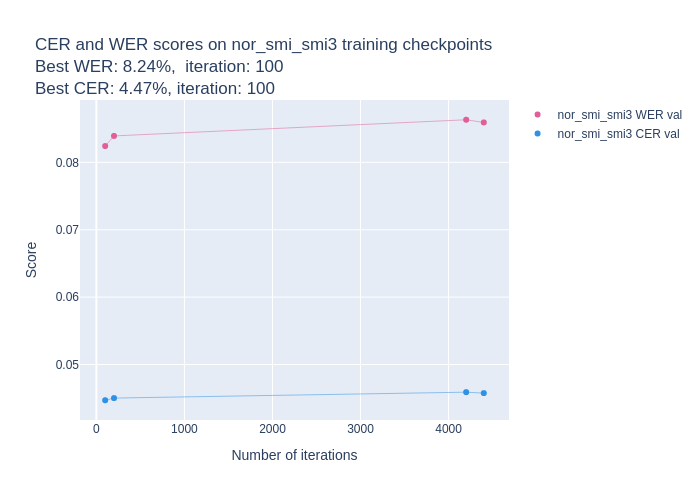 CER and WER scores on nor_smi_smi3 training checkpoints
Best WER: 8.24%,  iteration: 100
Best CER: 4.47%, iteration: 100
nor_smi_smi3 WER val
nor_smi_smi3 CER val
0.08
0.07
0.06
0.05
Score
0 1000 2000 3000 4000
Number of iterations